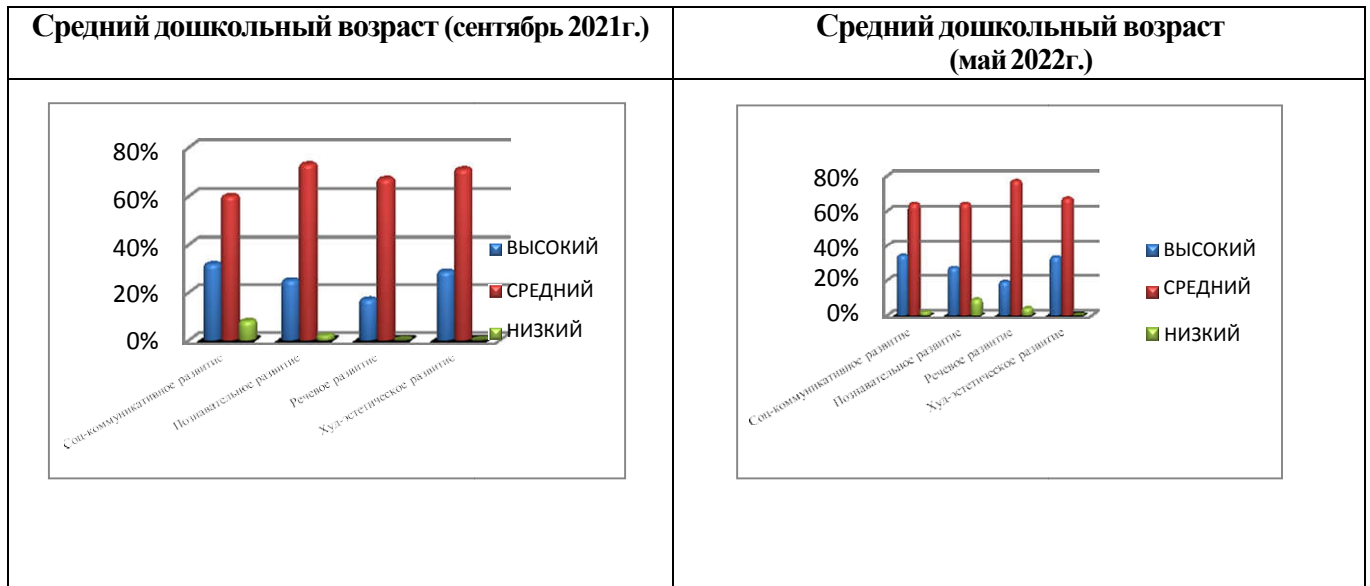 Средний дошкольный возраст (сентябрь 2021г.)
Средний дошкольный возраст
(май 2022г.)
80%
60%
40%
20%
0%
ВЫСОКИЙ
СРЕДНИЙ
НИЗКИЙ
Соц-коммуникативное развитие
Познавательное развитие
Речевое развитие
Худ-эстетическое развитие
80%
60%
40%
20%
0%
ВЫСОКИЙ
СРЕДНИЙ
НИЗКИЙ
Соц-коммуникативное развитие
Познавательное развитие
Речевое развитие
Худ-эстетическое развитие